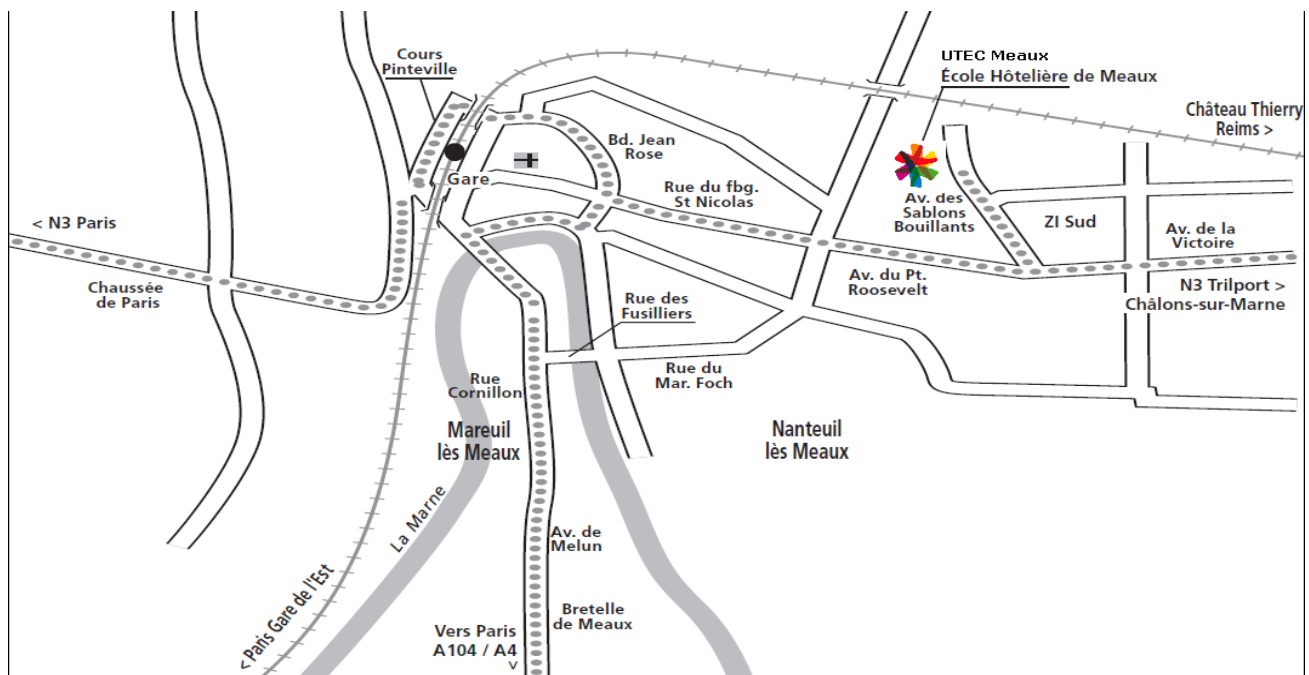 UTEC Meaux
École Hôtelière de Meaux
Cours
Pinteville
Château Thierry
Reims >
Bd. Jean
Rose
Gare
Rue du fbg.
St Nicolas
Av. des
Sablons
Bouillants
ZI Sud
< N3 Paris
Av. de la
Victoire
Chaussée
de Paris
Av. du Pt.
Roosevelt
N3 Trilport >
Châlons-sur-Marne
Rue des
Fusilliers
Rue du
Mar. Foch
Rue
Cornillon
Mareuil
lès Meaux
Nanteuil
lès Meaux
La Marne
Av. de
Melun
< Paris Gare de l'Est
Bretelle
de Meaux
Vers Paris
A104 / A4
>